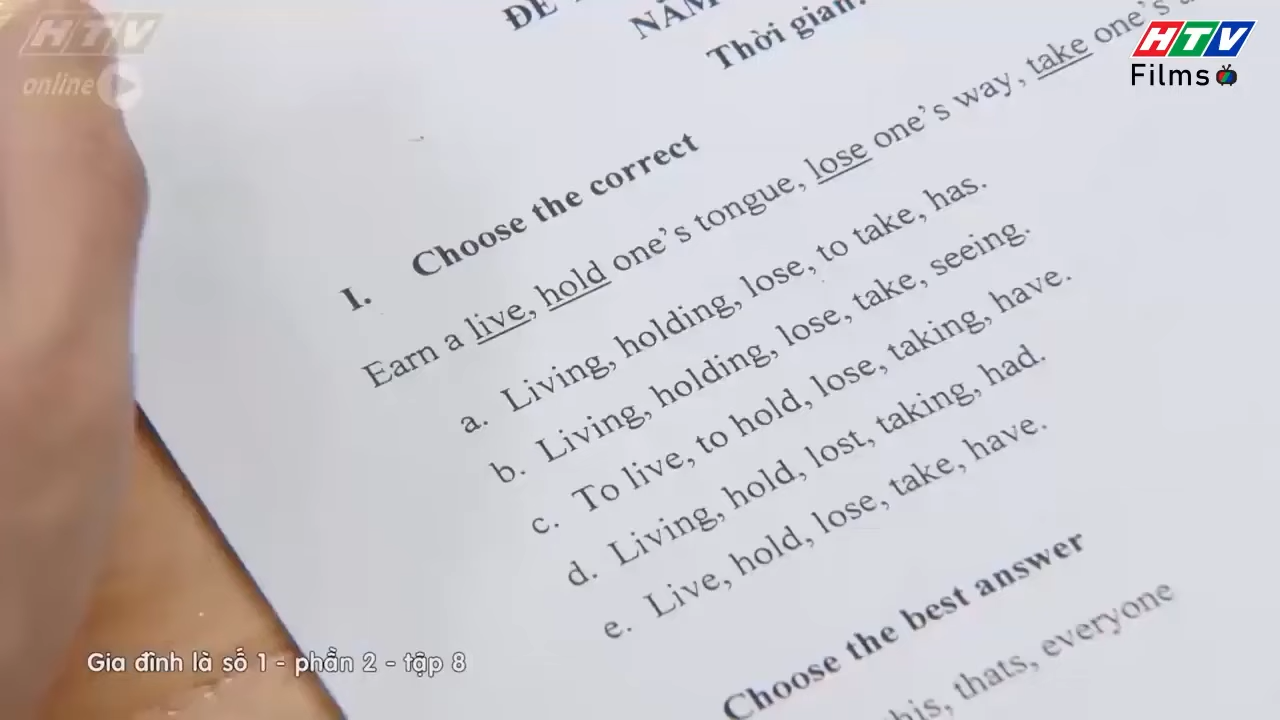 HTV
online
HTV
Films
ĐỀ
NĂM
Thời gian:
I. Choose the correct
Earn a live, hold one's tongue, lose one's way, take one's
a. Living, holding, lose, to take, has.
b. Living, holding, lose, take, seeing.
c. To live, to hold, lose, taking, have.
d. Living, hold, lost, taking, had.
e. Live, hold, lose, take, have.
Choose the best answer
thats, everyone
Gia đình là số 1 - phần 2 - tập 8